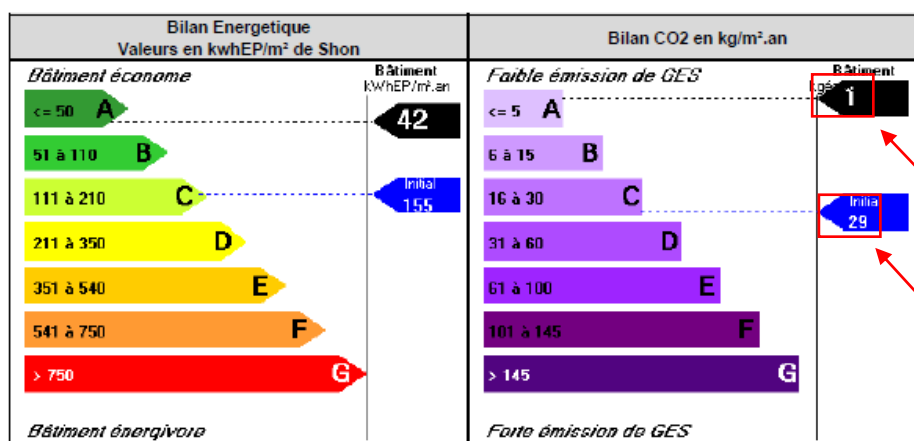 Bilan Energetique
Valeurs en kwhEP/m² de Shon
Bâtiment économe
Bâtiment
kWhEP/m².an
<= 50 A
42
51 à 110 B
111 à 210 C
Initial
155
211 à 350 D
351 à 540 E
541 à 750 F
> 750 G
Bâtiment énergivore
Bilan CO2 en kg/m².an
Faible émission de GES
Bâtiment
<= 5 A
1
6 à 15 B
16 à 30 C
Initia
29
31 à 60 D
61 à 100 E
101 à 145 F
> 145 G
Forte émission de GES